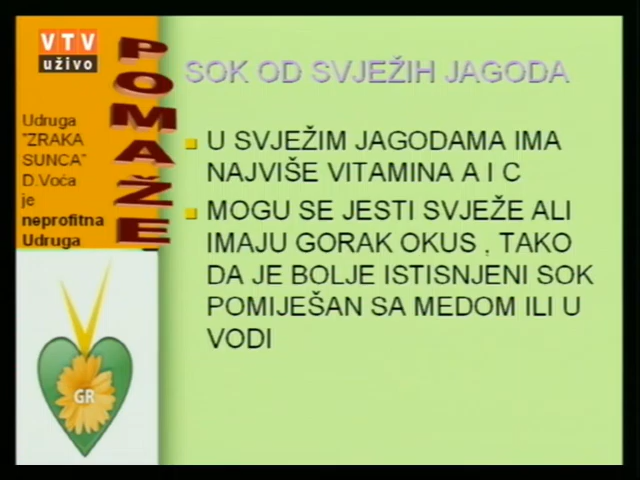 VTV
uživo
POMAŽE
Udruga
"ZRAKA
SUNCA"
D.Voća
je
neprofitna
Udruga
GR
SOK OD SVJEŽIH JAGODA
U SVJEŽIM JAGODAMA IMA
NAJVIŠE VITAMINA A I C
MOGU SE JESTI SVJEŽE ALI
IMAJU GORAK OKUS , TAKO
DA JE BOLJE ISTISNJENI SOK
POMIJEŠAN SA MEDOM ILI U
VODI